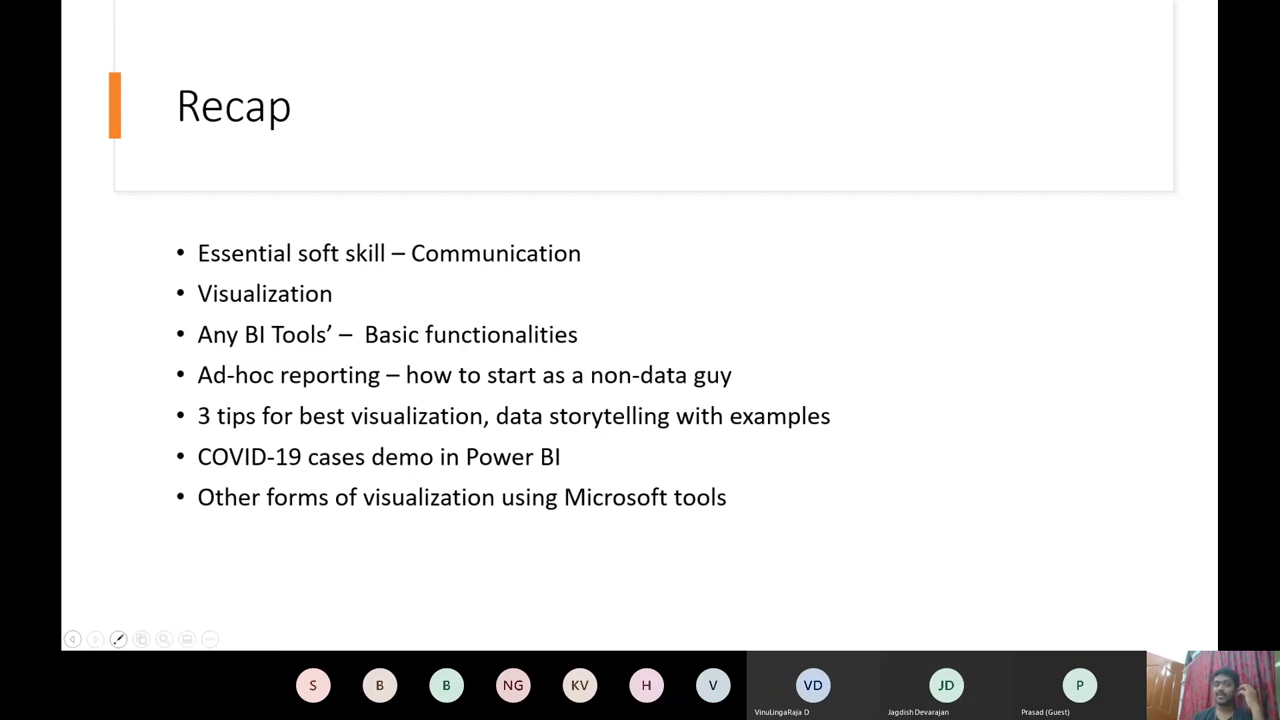 Recap
• Essential soft skill – Communication
• Visualization
• Any BI Tools’ – Basic functionalities
• Ad-hoc reporting – how to start as a non-data guy
• 3 tips for best visualization, data storytelling with examples
• COVID-19 cases demo in Power BI
• Other forms of visualization using Microsoft tools
S B B NG KV H V VD JD P
VinuLingaRaja D Jagdish Devarajan Prasad (Guest)